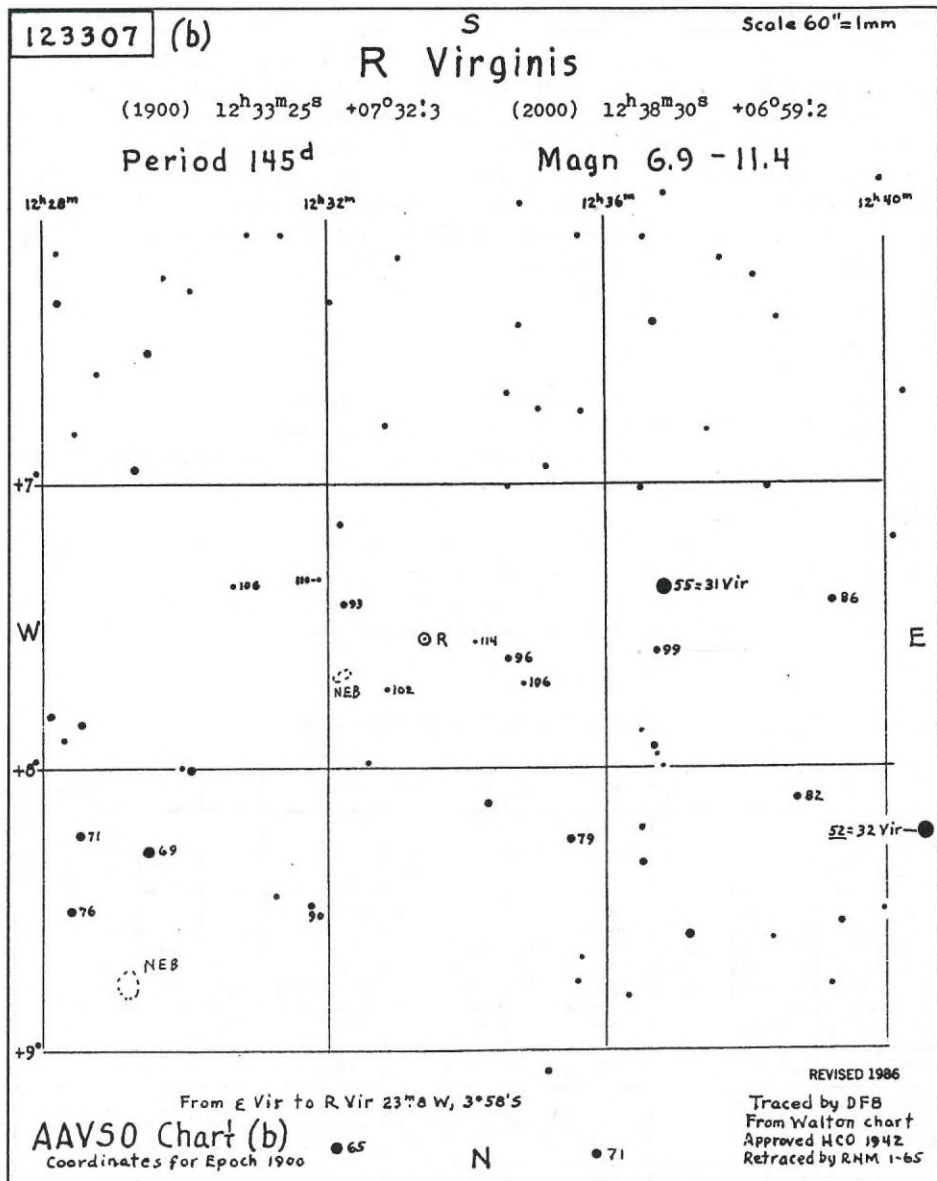 123307 (b)
S
Scale 60"=1mm
R Virginis
(1900) 12ʰ33ᵐ25ˢ +07°32!3 (2000) 12ʰ38ᵐ30ˢ +06°59!2
Period 145ᵈ Magn 6.9 - 11.4
12ʰ28ᵐ 12ʰ32ᵐ 12ʰ36ᵐ 12ʰ40ᵐ
+7°
106 110
55=31 Vir
93 86
W R 114 99 E
96
NEB 102 106
+8°
82
71 79 52=32 Vir
69
76 90
NEB
+9°
REVISED 1986
From ε Vir to R Vir 23ᵐ8 W, 3°58'S
Traced by DFB
From Walton chart
Approved HCO 1942
Retraced by RNM 1-65
AAVSO Chart (b)
Coordinates for Epoch 1900
65 N 71